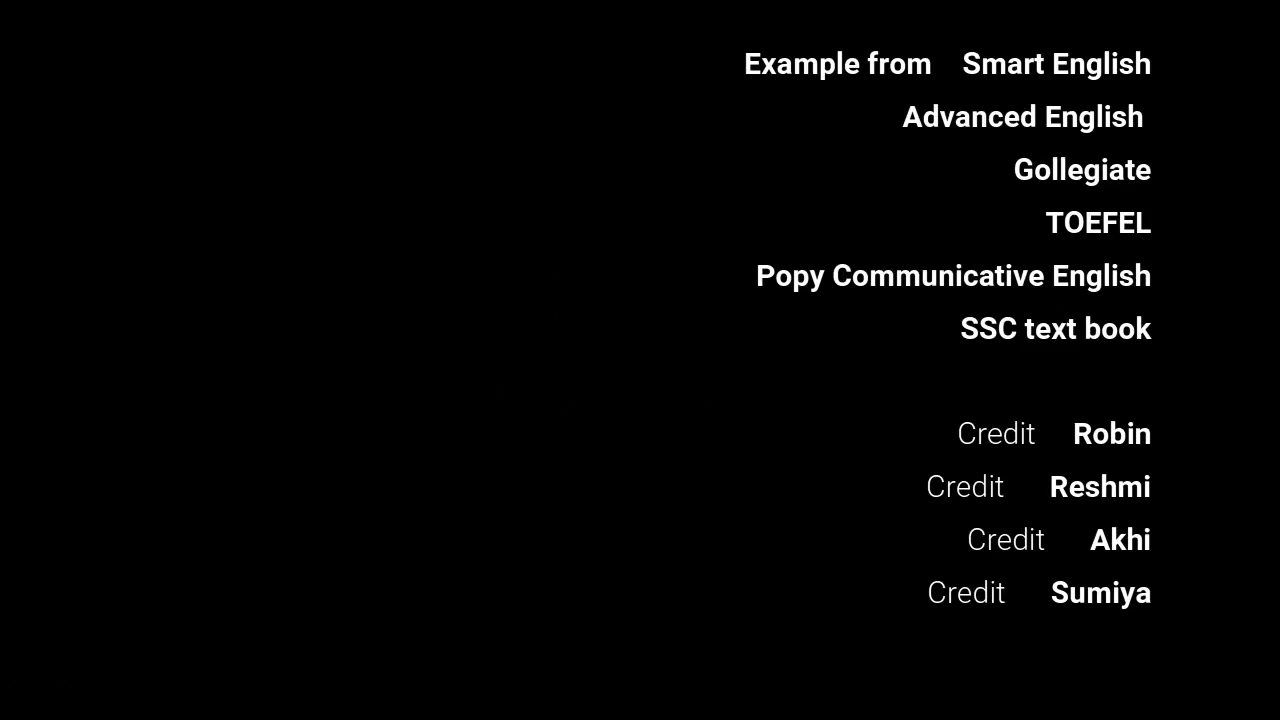 Example from Smart English
Advanced English
Gollegiate
TOEFEL
Popy Communicative English
SSC text book
Credit Robin
Credit Reshmi
Credit Akhi
Credit Sumiya